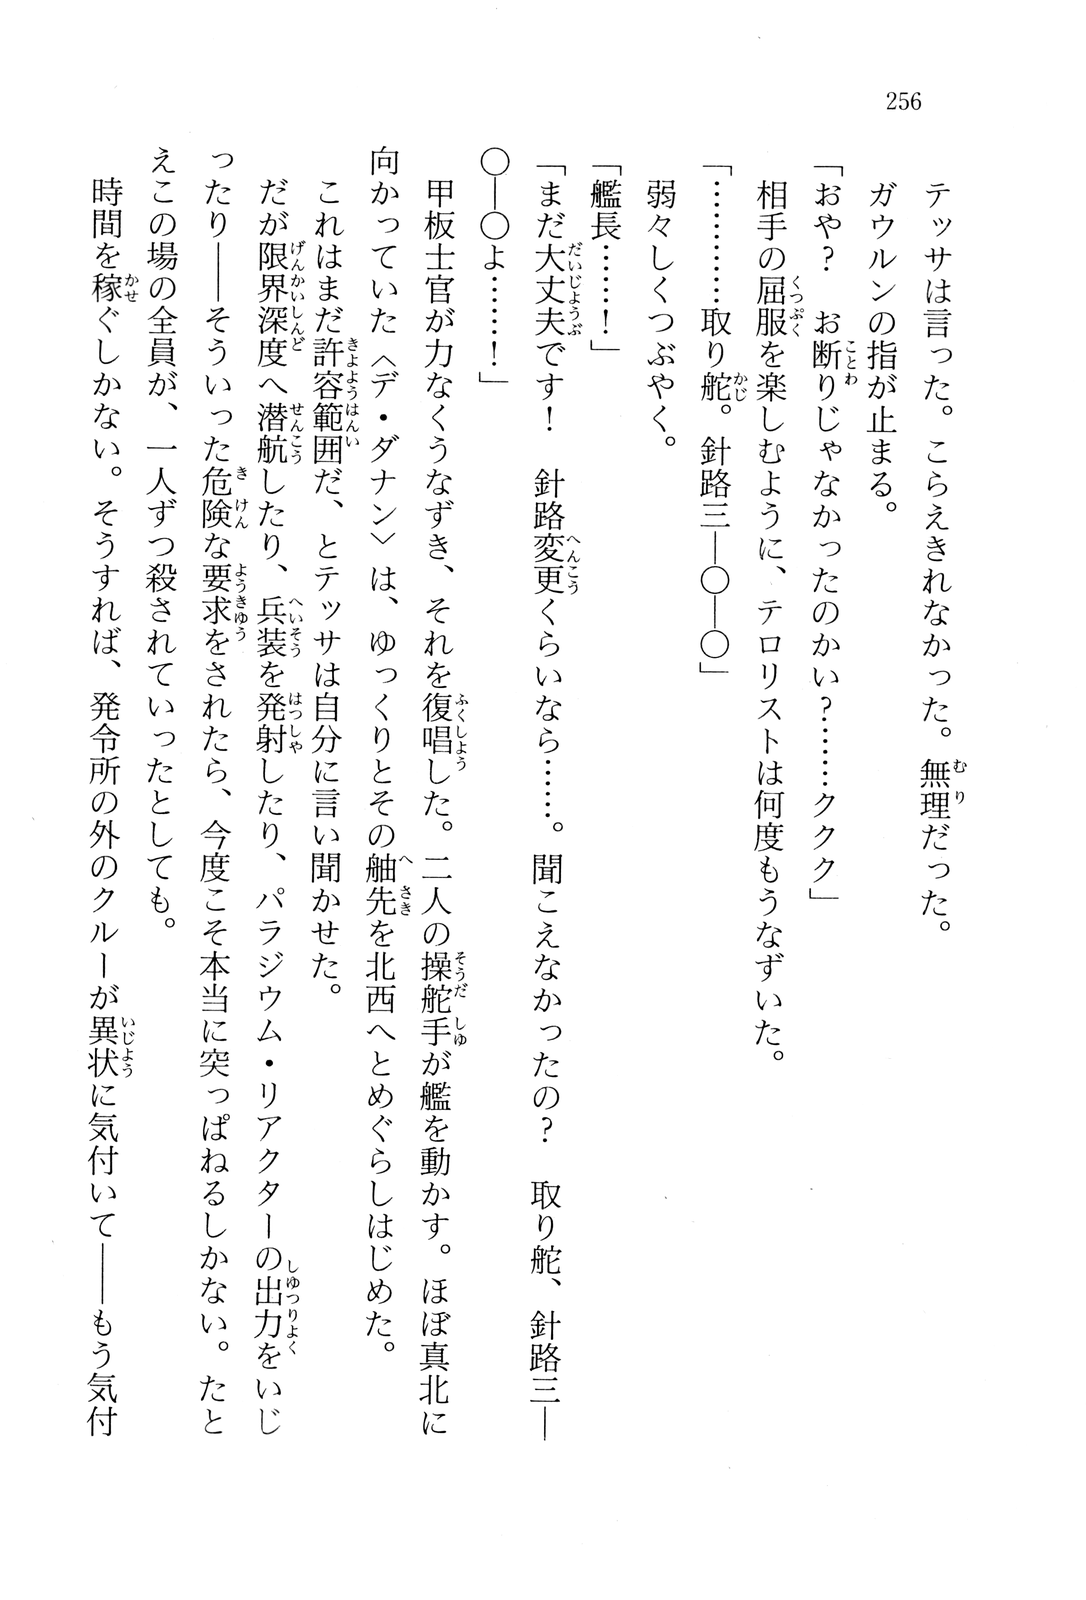 256
テッサは言った。こらえきれなかった。無理だった。
ガウルンの指が止まる。
「おや？　お断りじゃなかったのかい？……ククク」
相手の屈服を楽しむように、テロリストは何度もうなずいた。
「…………取り舵。針路三―〇―〇」
弱々しくつぶやく。
「艦長……！」
「まだ大丈夫です！　針路変更くらいなら……。聞こえなかったの？　取り舵、針路三―
〇―〇よ……！」
甲板士官が力なくうなずき、それを復唱した。二人の操舵手が艦を動かす。ほぼ真北に
向かっていた〈デ・ダナン〉は、ゆっくりとその舳先を北西へとめぐらしはじめた。
これはまだ許容範囲だ、とテッサは自分に言い聞かせた。
だが限界深度へ潜航したり、兵装を発射したり、パラジウム・リアクターの出力をいじ
ったり――そういった危険な要求をされたら、今度こそ本当に突っぱねるしかない。たと
えこの場の全員が、一人ずつ殺されていったとしても。
時間を稼ぐしかない。そうすれば、発令所の外のクルーが異状に気付いて――もう気付